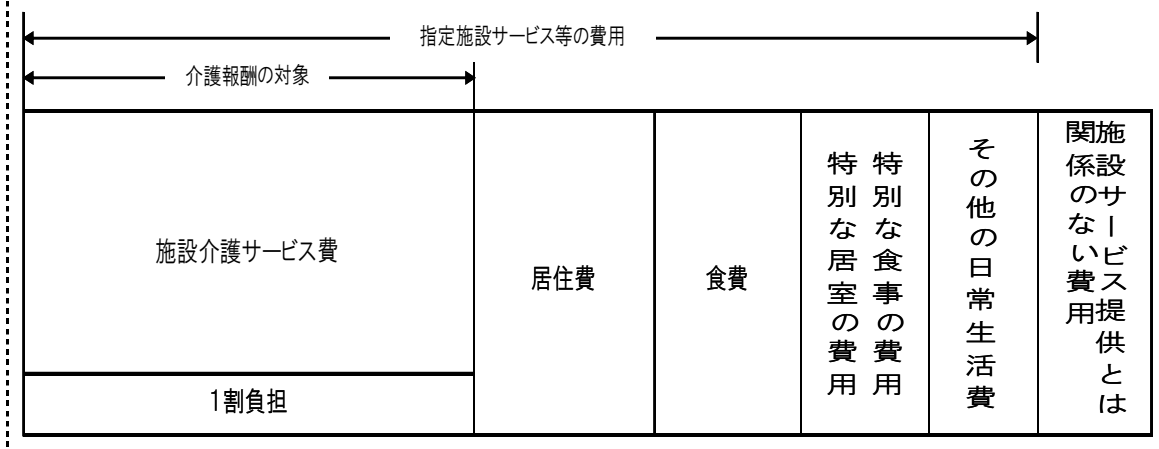 指定施設サービス等の費用
介護報酬の対象
施設介護サービス費
1割負担
居住費
食費
特別な食事の費用
特別な居室の費用
その他の日常生活費
施設サービス提供とは
関係のない費用